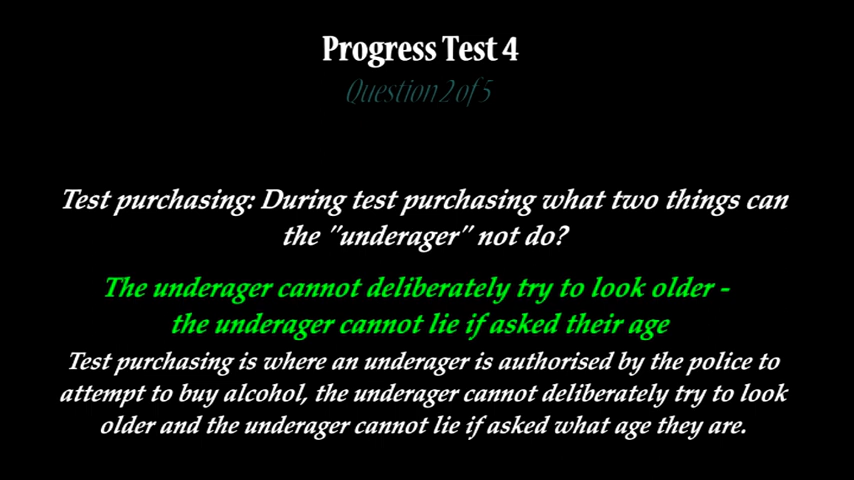 Progress Test 4
Question 2 of 5
Test purchasing: During test purchasing what two things can
the "underager" not do?
The underager cannot deliberately try to look older -
the underager cannot lie if asked their age
Test purchasing is where an underager is authorised by the police to
attempt to buy alcohol, the underager cannot deliberately try to look
older and the underager cannot lie if asked what age they are.